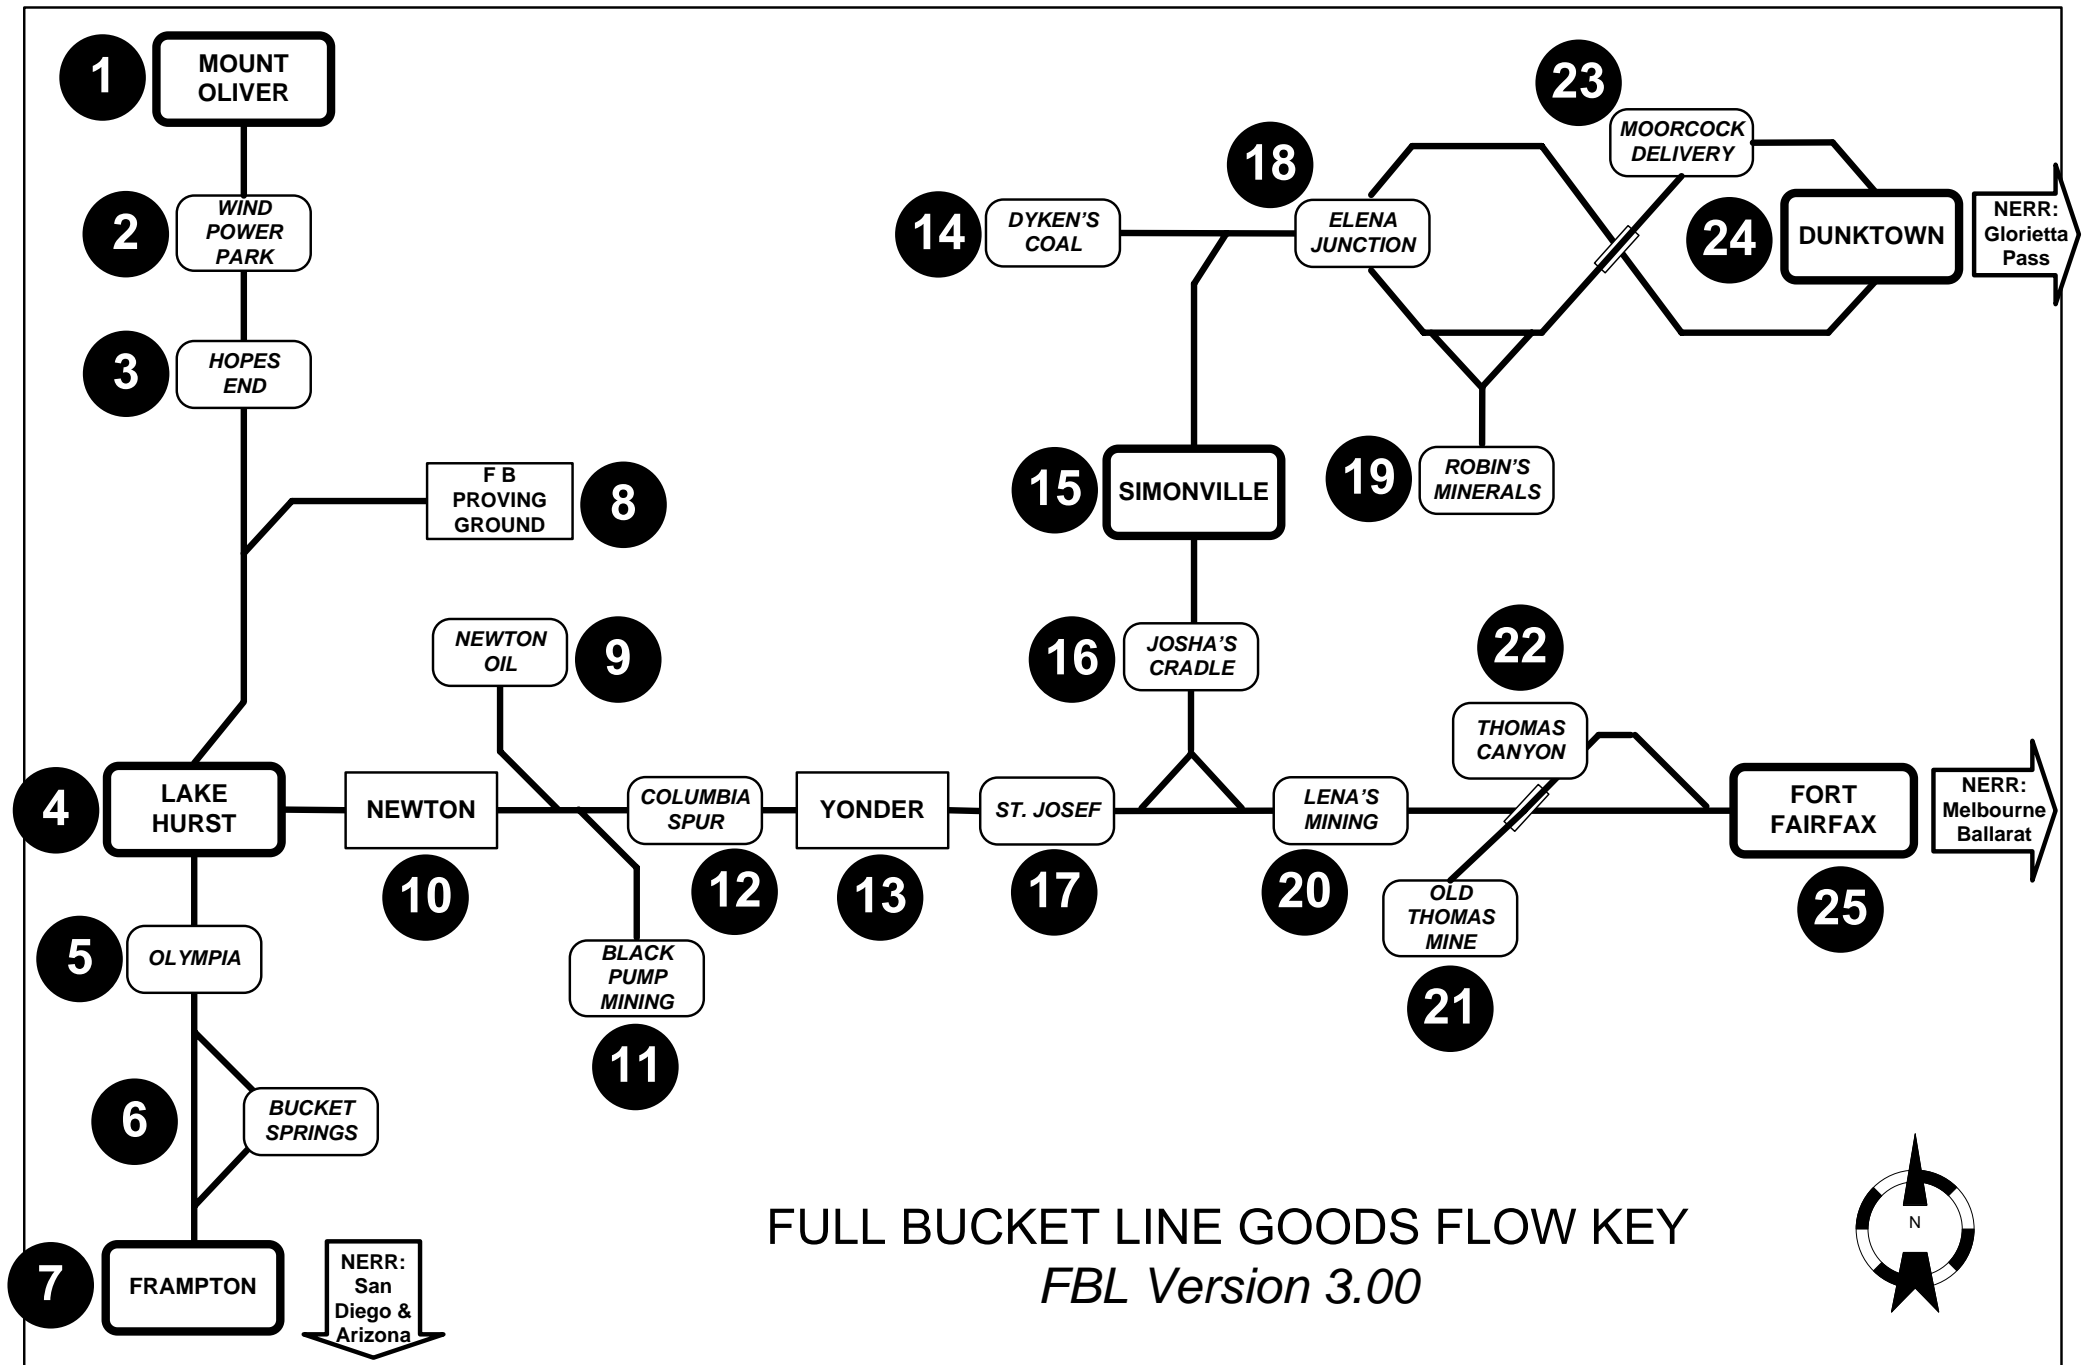 1
MOUNT
OLIVER
2
WIND
POWER
PARK
3
HOPES
END
F B
PROVING
GROUND
8
NEWTON
OIL
9
4
LAKE
HURST
NEWTON
10
COLUMBIA
SPUR
12
YONDER
13
ST. JOSEF
17
BLACK
PUMP
MINING
11
5
OLYMPIA
6
BUCKET
SPRINGS
7
FRAMPTON
NERR:
San
Diego &
Arizona
14
DYKEN'S
COAL
18
ELENA
JUNCTION
23
MOORCOCK
DELIVERY
24
DUNKTOWN
NERR:
Glorietta
Pass
15
SIMONVILLE
19
ROBIN'S
MINERALS
16
JOSHA'S
CRADLE
22
THOMAS
CANYON
LENA'S
MINING
20
OLD
THOMAS
MINE
21
FORT
FAIRFAX
25
NERR:
Melbourne
Ballarat
FULL BUCKET LINE GOODS FLOW KEY
FBL Version 3.00
N